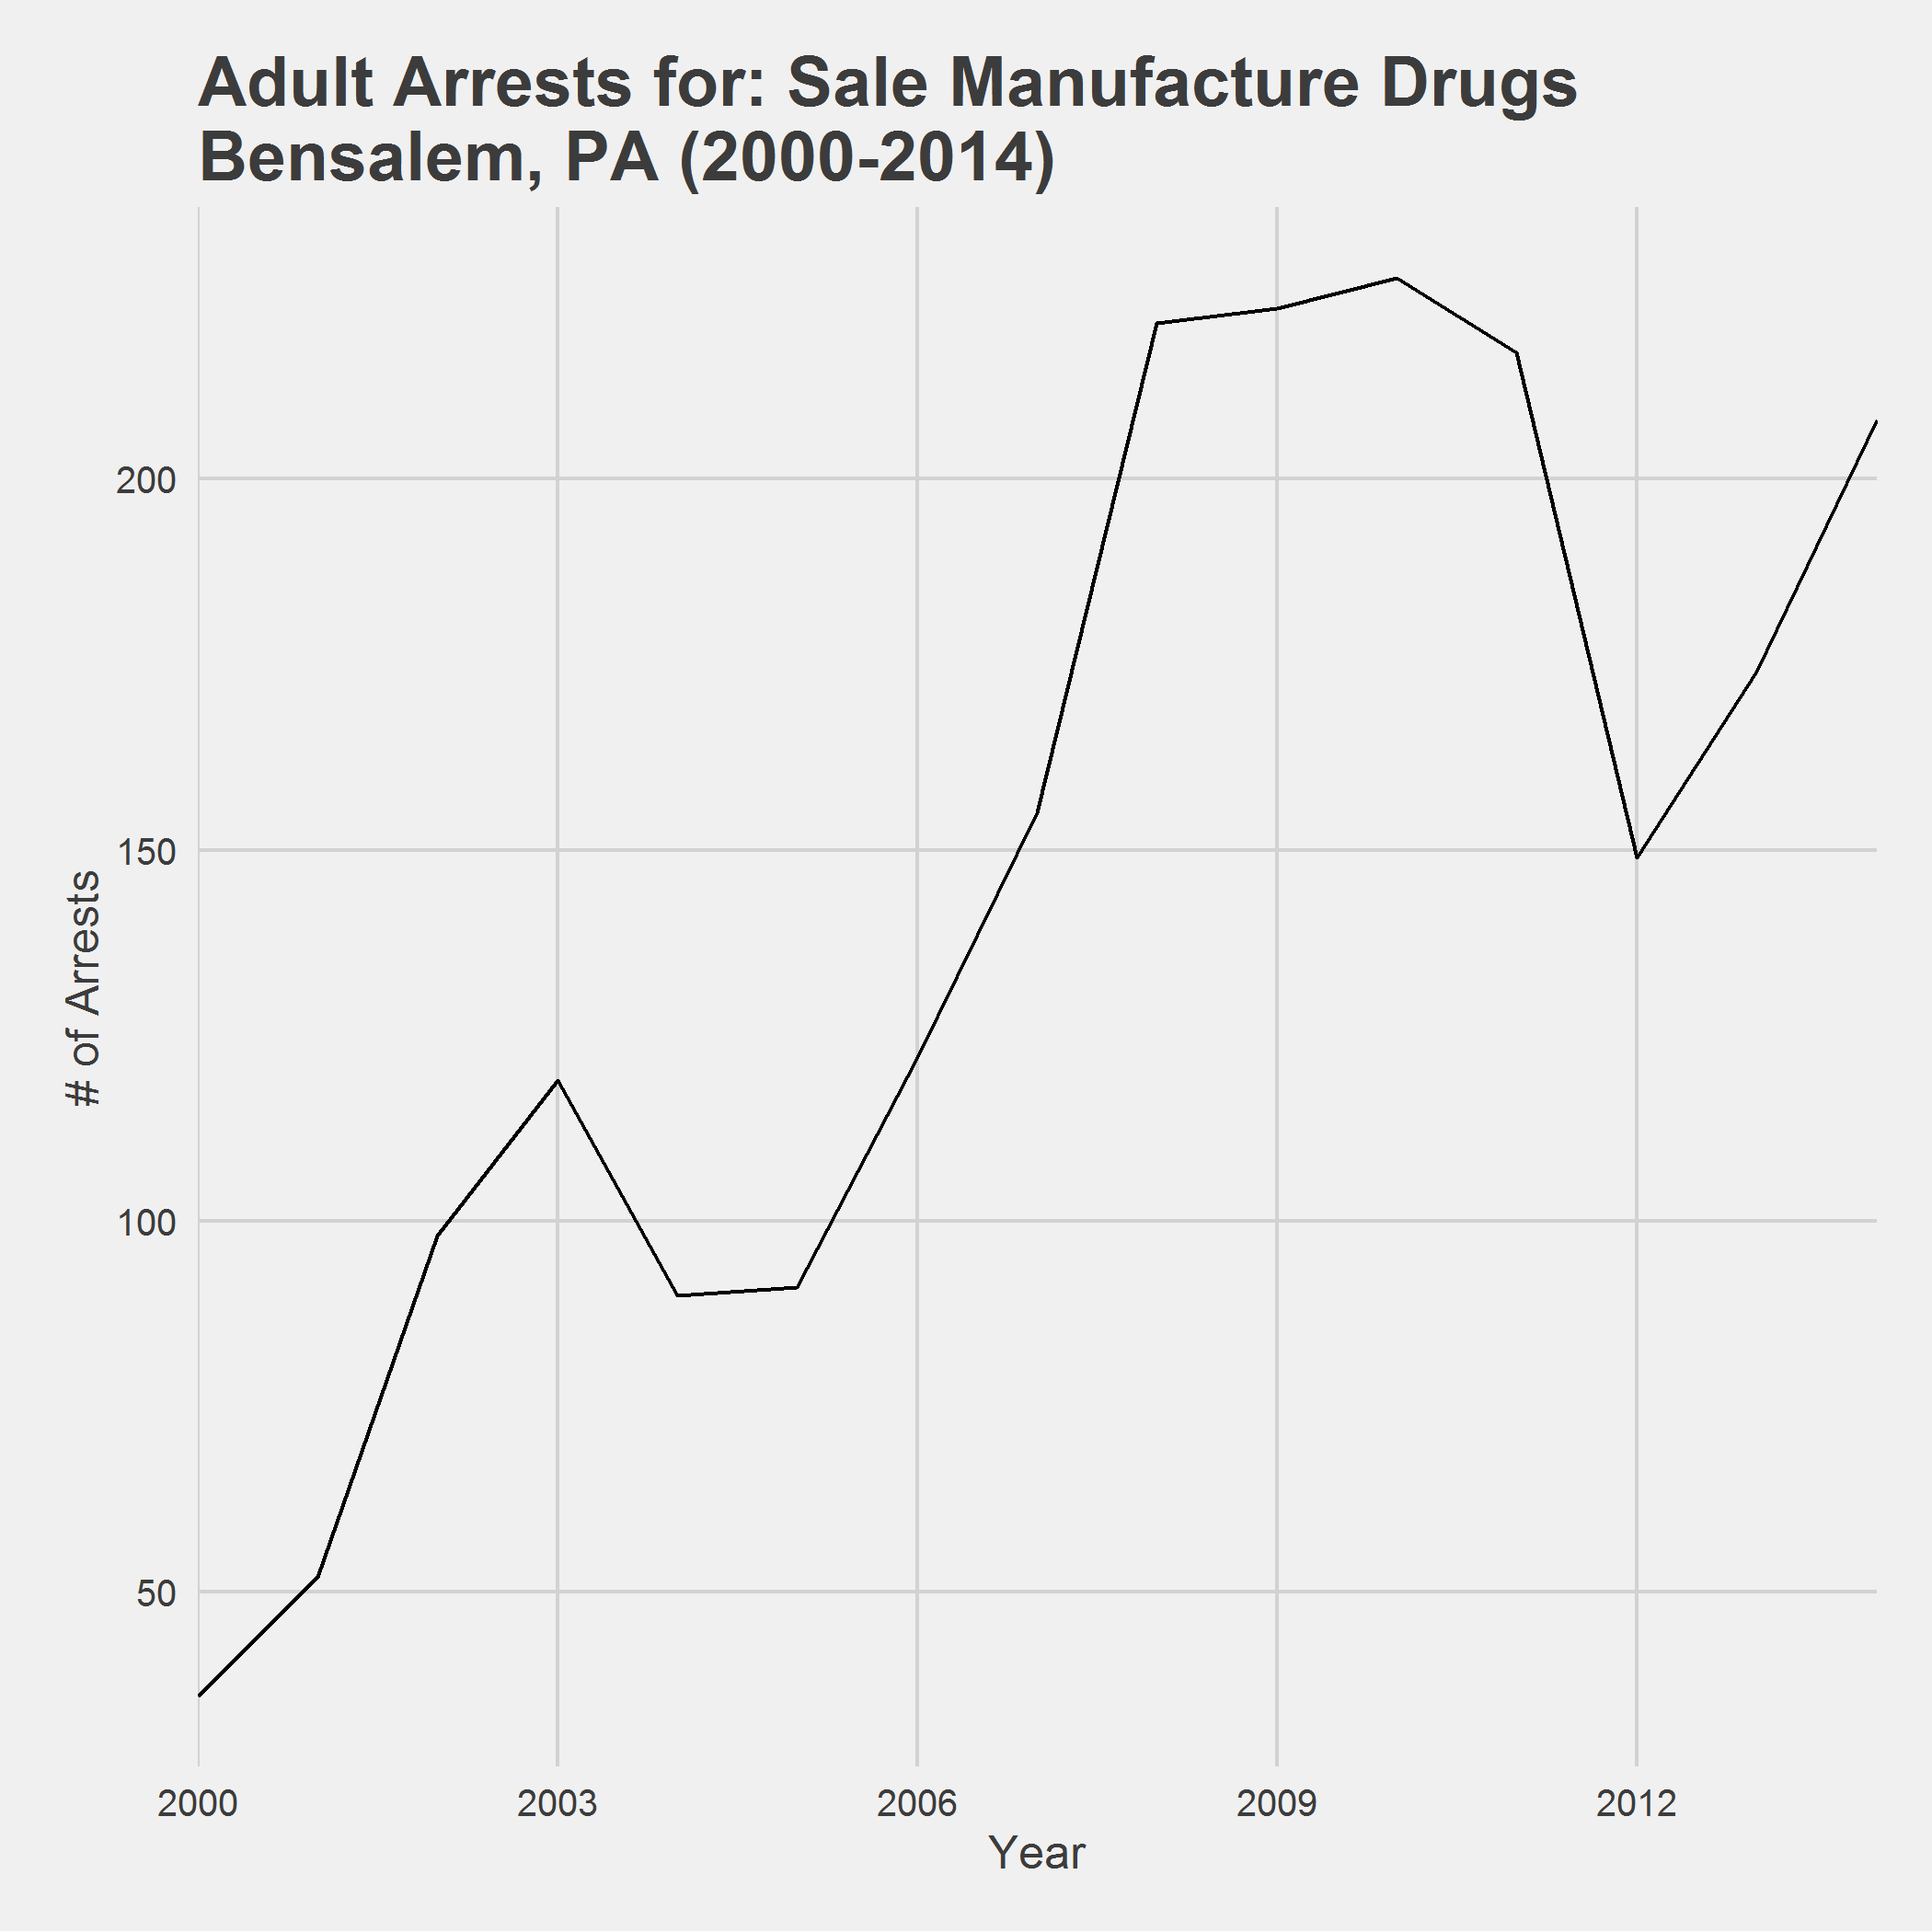 Adult Arrests for: Sale Manufacture Drugs
Bensalem, PA (2000-2014)
200
150
100
50
# of Arrests
2000 2003 2006 2009 2012
Year